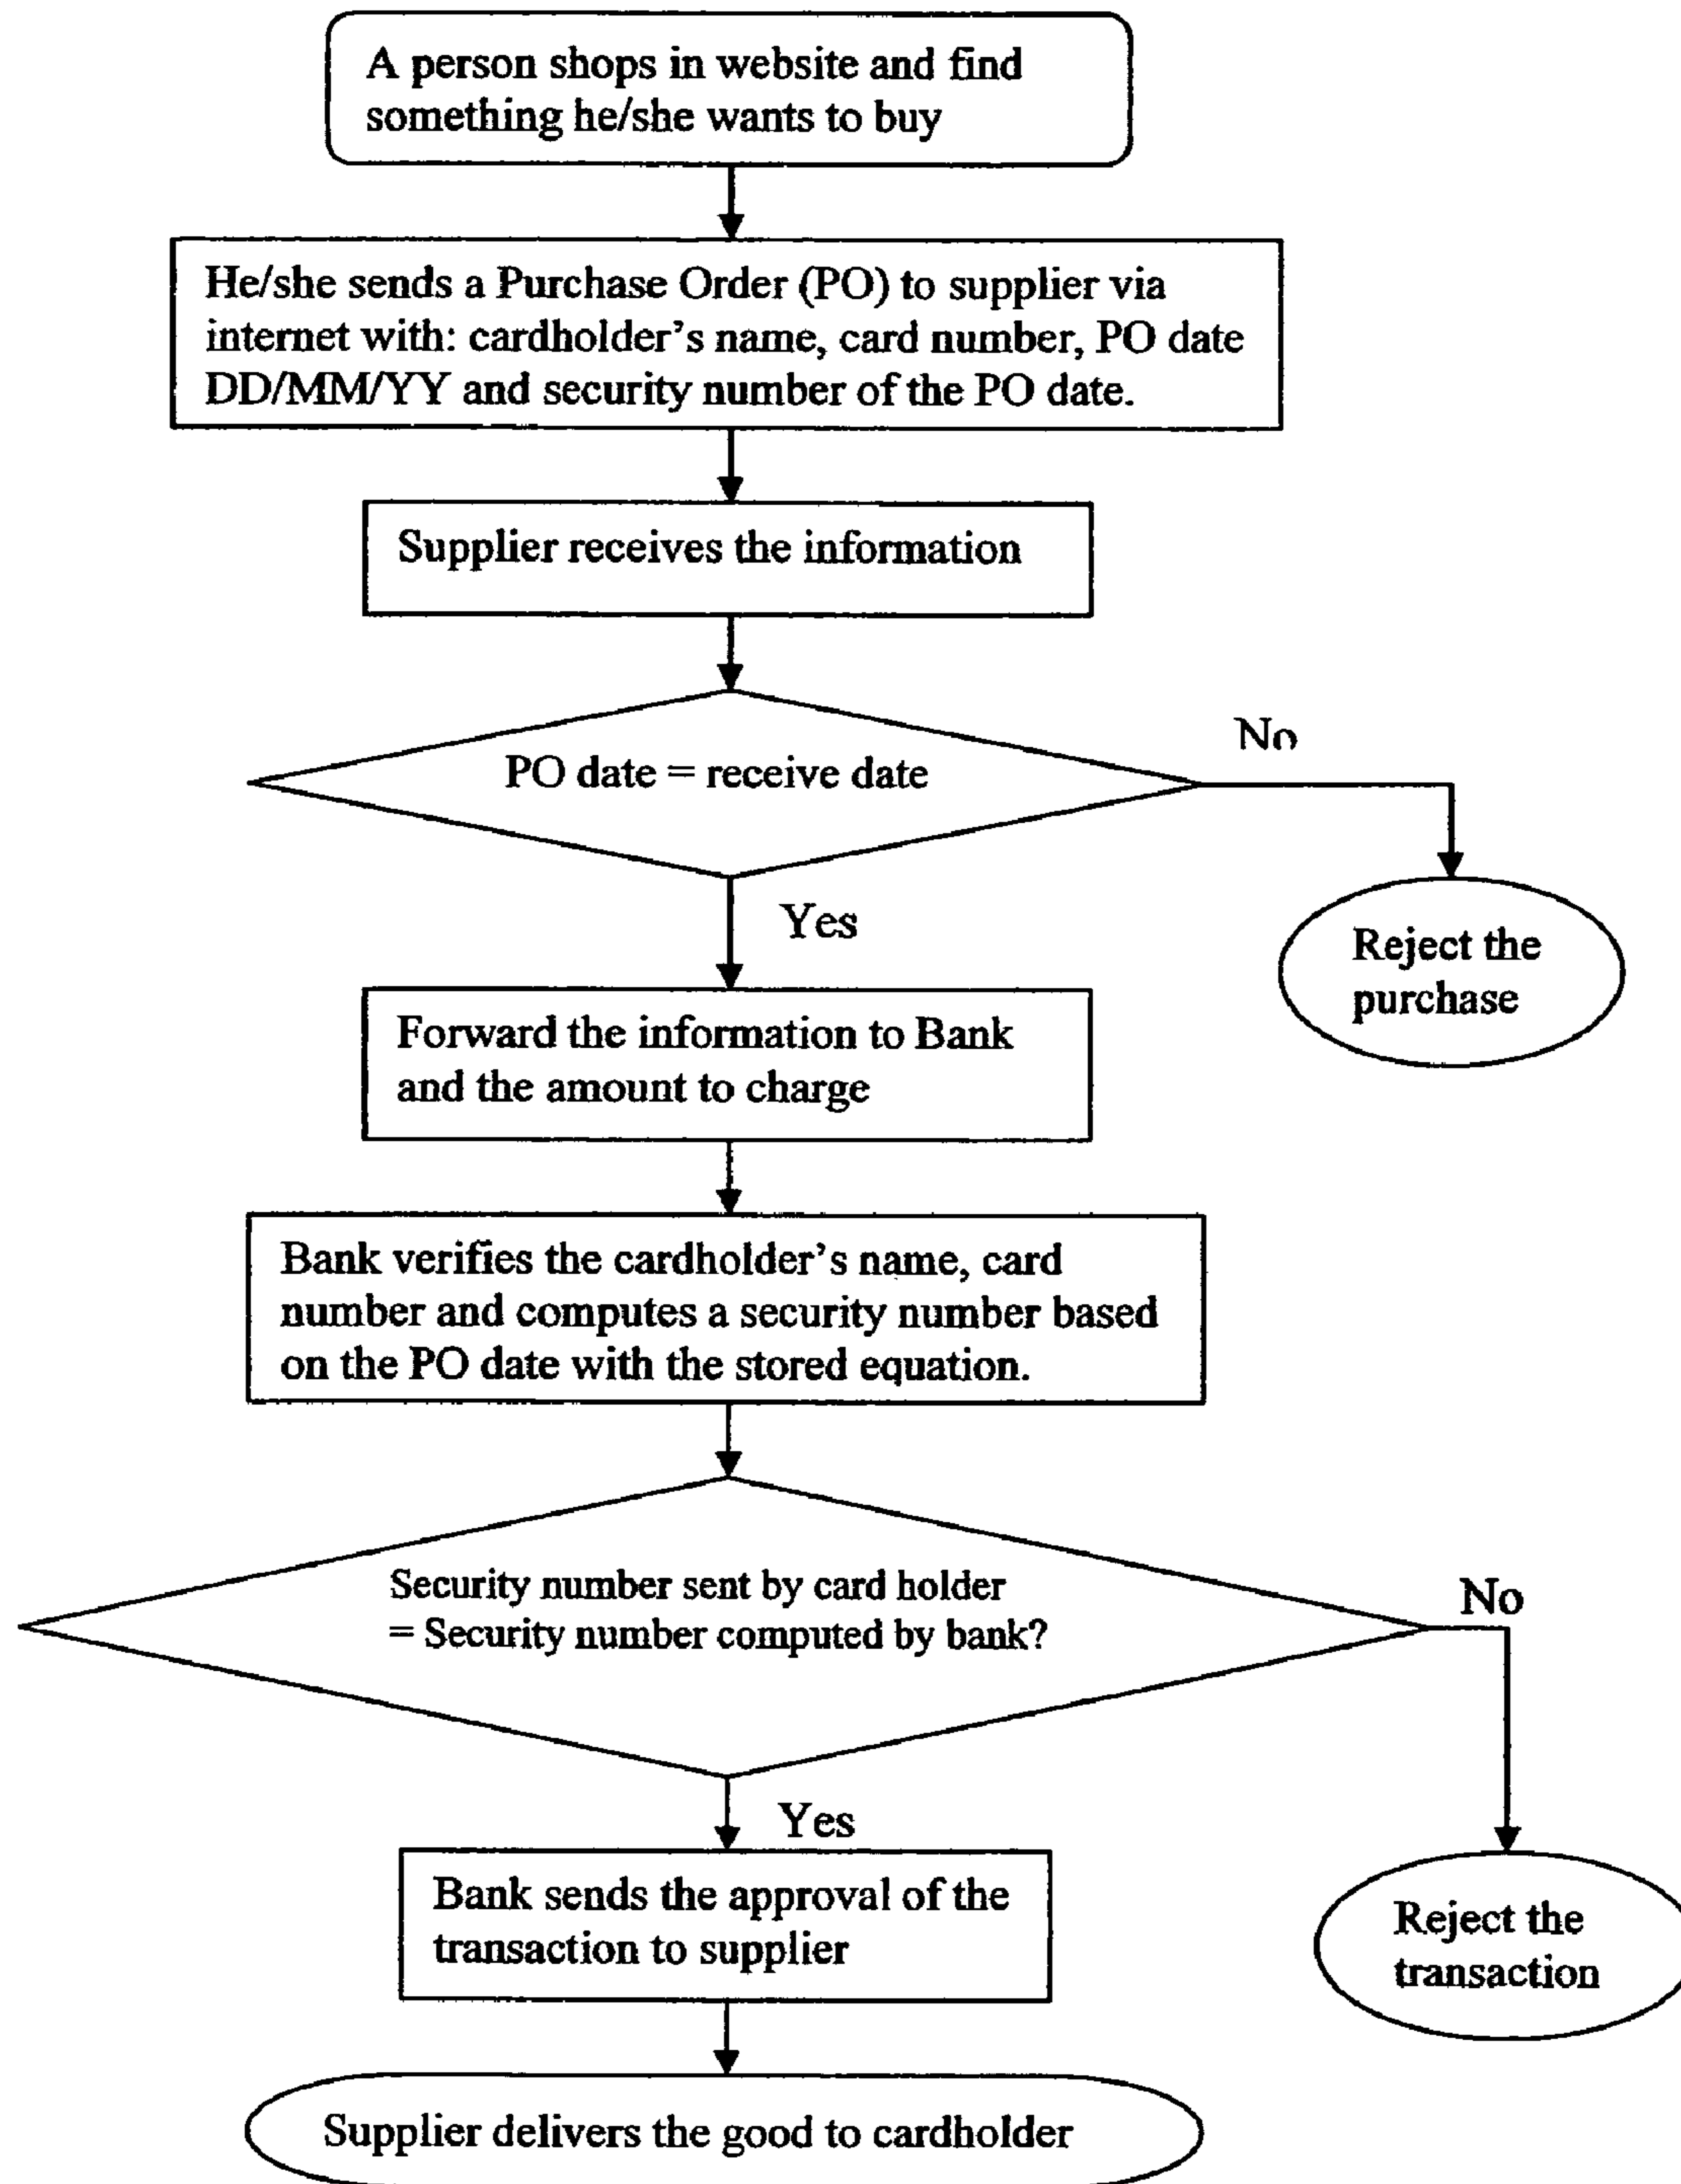 A person shops in website and find
something he/she wants to buy
He/she sends a Purchase Order (PO) to supplier via
internet with: cardholder's name, card number, PO date
DD/MM/YY and security number of the PO date.
Supplier receives the information
PO date = receive date
No
Yes
Reject the
purchase
Forward the information to Bank
and the amount to charge
Bank verifies the cardholder's name, card
number and computes a security number based
on the PO date with the stored equation.
Security number sent by card holder
= Security number computed by bank?
No
Yes
Bank sends the approval of the
transaction to supplier
Reject the
transaction
Supplier delivers the good to cardholder